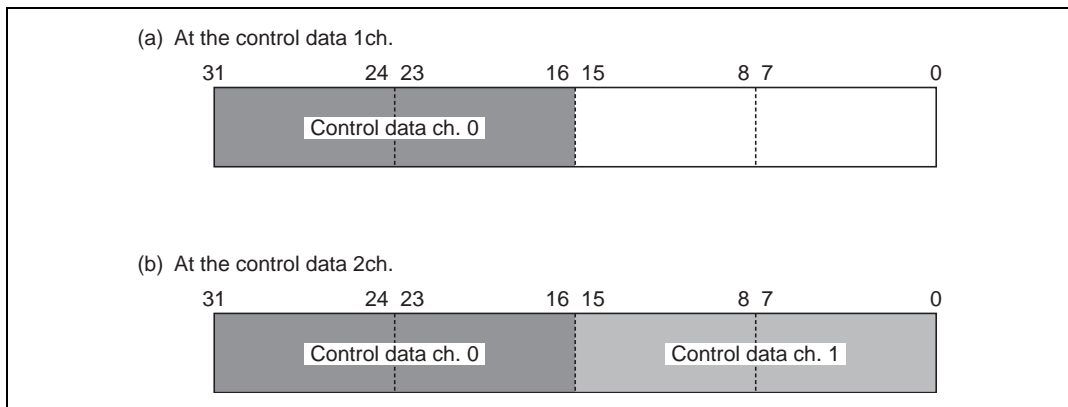 (a) At the control data 1ch.
31 24 23 16 15 8 7 0
Control data ch. 0
(b) At the control data 2ch.
31 24 23 16 15 8 7 0
Control data ch. 0 Control data ch. 1